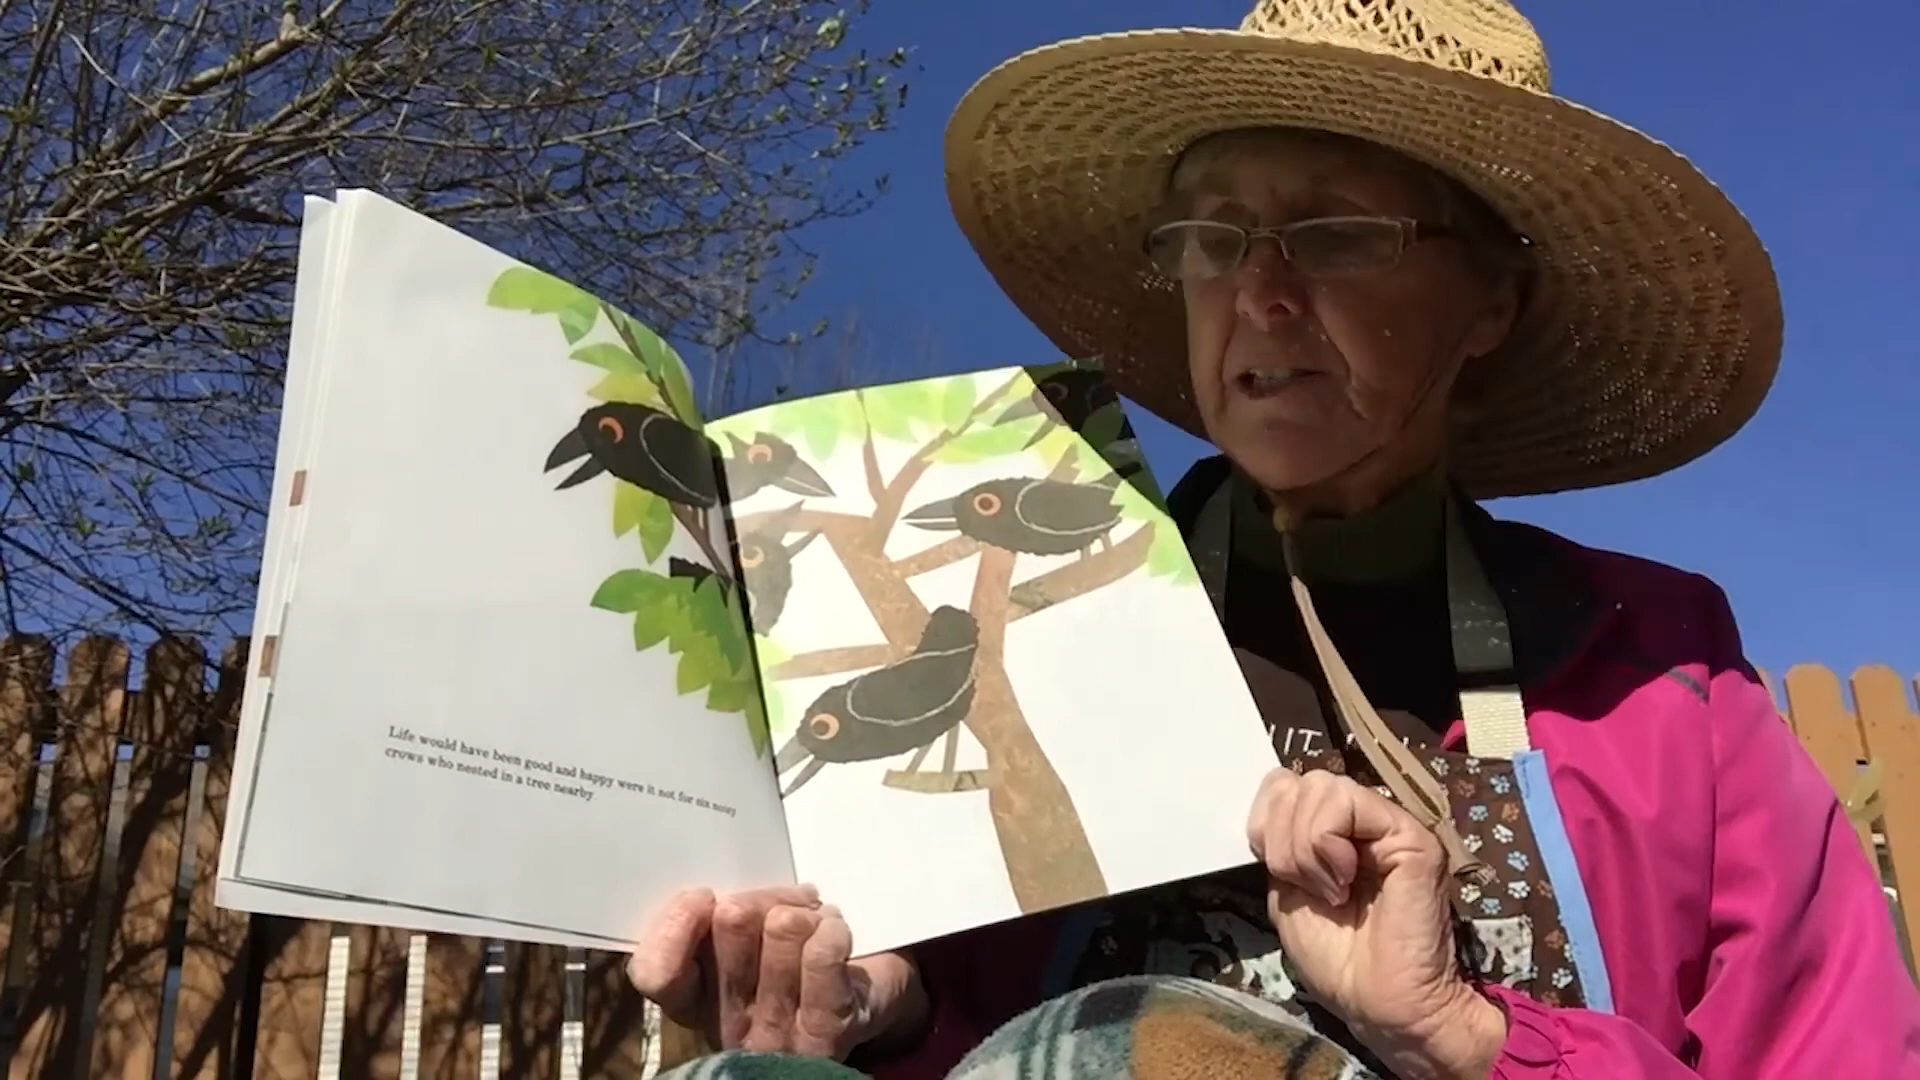 Life would have been good and happy were it not for six noisy
crows who nested in a tree nearby.